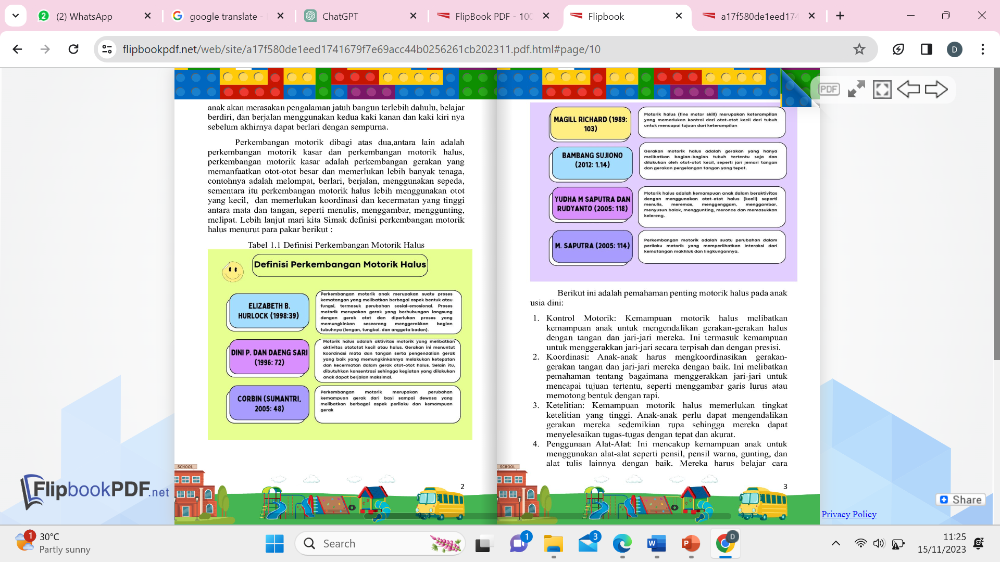 (2) WhatsApp
google translate -
ChatGPT
FlipBook PDF - 100
Flipbook
a17f580de1eed174
flipbookpdf.net/web/site/a17f580de1eed1741679f7e69acc44b0256261cb202311.pdf.html#page/10
D
PDF
anak akan merasakan pengalaman jatuh bangun terlebih dahulu, belajar
berdiri, dan berjalan menggunakan kedua kaki kanan dan kaki kiri nya
sebelum akhirnya dapat berlari dengan sempurna.
Perkembangan motorik dibagi atas dua,antara lain adalah
perkembangan motorik kasar dan perkembangan motorik halus,
perkembangan motorik kasar adalah perkembangan gerakan yang
memanfaatkan otot-otot besar dan memerlukan lebih banyak tenaga,
contohnya adalah melompat, berlari, berjalan, menggunakan sepeda,
sementara itu perkembangan motorik halus lebih menggunakan otot
yang kecil, dan memerlukan koordinasi dan kecermatan yang tinggi
antara mata dan tangan, seperti menulis, menggambar, menggunting,
melipat. Lebih lanjut mari kita Simak definisi perkembangan motorik
halus menurut para pakar berikut :
Tabel 1.1 Definisi Perkembangan Motorik Halus
Definisi Perkembangan Motorik Halus
ELIZABETH B.
HURLOCK (1998:39)
Perkembangan motorik anak merupakan suatu proses
kematangan yang melibatkan berbagai aspek bentuk atau
fungsi, termasuk perubahan sosial-emosional. Proses
motorik merupakan gerak yang berhubungan langsung
dengan gerak otot dan diperlukan proses yang
memungkinkan seseorang menggerakkan bagian
tubuhnya (lengan, tungkai, dan anggota badan).
DINI P. DAN DAENG SARI
(1996: 72)
Motorik halus adalah aktivitas motorik yang melibatkan
aktivitas otototot kecil atau halus. Gerakan ini menuntut
koordinasi mata dan tangan serta pengendalian gerak
yang baik yang memungkinkannya melakukan ketepatan
dan kecermatan dalam gerak otot-otot halus. Selain itu,
dibutuhkan konsentrasi sehingga kegiatan yang dilakukan
anak dapat berjalan maksimal.
CORBIN (SUMANTRI,
2005: 48)
Perkembangan motorik merupakan perubahan
kemampuan gerak dari bayi sampai dewasa yang
melibatkan berbagai aspek perilaku dan kemampuan
gerak
SCHOOL
2
MAGILL RICHARD (1989:
103)
Motorik halus (fine motor skill) merupakan keterampilan
yang memerlukan kontrol dari otot-otot kecil dari tubuh
untuk mencapai tujuan dari keterampilan
BAMBANG SUJIONO
(2012: 1.14)
Gerakan motorik halus adalah gerakan yang hanya
melibatkan bagian-bagian tubuh tertentu saja dan
dilakukan oleh otot-otot kecil, seperti jari jemari tangan
dan gerakan pergelangan tangan yang tepat.
YUDHA M SAPUTRA DAN
RUDYANTO (2005: 118)
Motorik halus adalah kemampuan anak dalam beraktivitas
dengan menggunakan otot-otot halus (kecil) seperti
menulis, meremas, menggenggam, menggambar,
menyusun balok, menggunting, meronce dan memasukkan
kelereng.
M. SAPUTRA (2005: 114)
Perkembangan motorik adalah suatu perubahan dalam
perilaku motorik yang memperlihatkan interaksi dari
kematangan makhluk dan lingkungannya.
Berikut ini adalah pemahaman penting motorik halus pada anak
usia dini:
1. Kontrol Motorik: Kemampuan motorik halus melibatkan
kemampuan anak untuk mengendalikan gerakan-gerakan halus
dengan tangan dan jari-jari mereka. Ini termasuk kemampuan
untuk menggerakkan jari-jari secara terpisah dan dengan presisi.
2. Koordinasi: Anak-anak harus mengkoordinasikan gerakan-
gerakan tangan dan jari-jari mereka dengan baik. Ini melibatkan
pemahaman tentang bagaimana menggerakkan jari-jari untuk
mencapai tujuan tertentu, seperti menggambar garis lurus atau
memotong bentuk dengan rapi.
3. Ketelitian: Kemampuan motorik halus memerlukan tingkat
ketelitian yang tinggi. Anak-anak perlu dapat mengendalikan
gerakan mereka sedemikian rupa sehingga mereka dapat
menyelesaikan tugas-tugas dengan tepat dan akurat.
4. Penggunaan Alat-Alat: Ini mencakup kemampuan anak untuk
menggunakan alat-alat seperti pensil, pensil warna, gunting, dan
alat tulis lainnya dengan baik. Mereka harus belajar cara
SCHOOL
3
FlipbookPDF.net
Share
Privacy Policy
1
30°C
Partly sunny
Search
1
3
W
P
D
11:25
15/11/2023